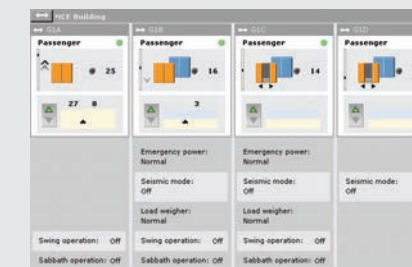 ICE Building
G1A G1B G1C G1D
Passenger Passenger Passenger Passenger
25 16 14
27 8 3
Emergency power: Emergency power:
Normal Normal
Seismic mode: Seismic mode: Seismic mode:
Off Off Off
Load weigher: Load weigher:
Normal Normal
Swing operation: Off Swing operation: Off Swing operation: Off
Sabbath operation: Off Sabbath operation: Off Sabbath operation: Off